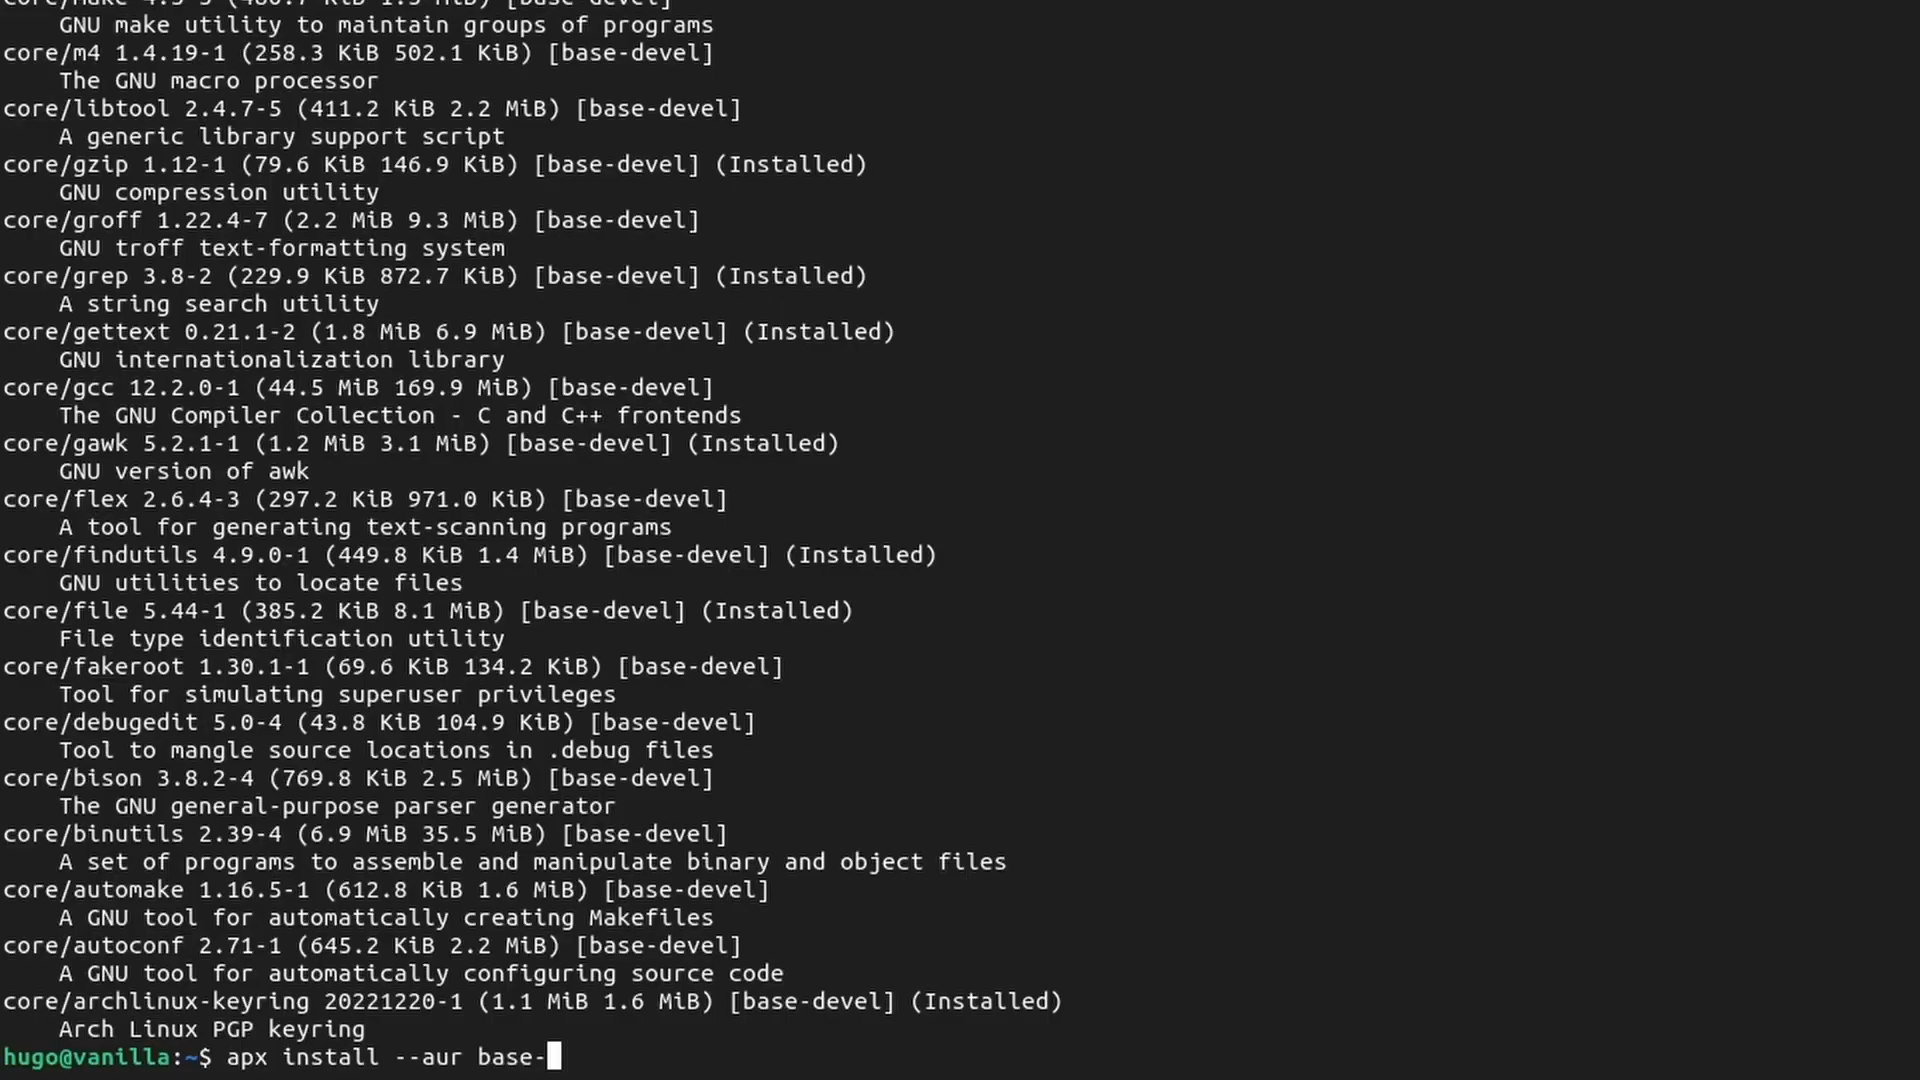 core/make 4.3-5 (480.7 KiB 1.5 MiB) [base-devel]
    GNU make utility to maintain groups of programs
core/m4 1.4.19-1 (258.3 KiB 502.1 KiB) [base-devel]
    The GNU macro processor
core/libtool 2.4.7-5 (411.2 KiB 2.2 MiB) [base-devel]
    A generic library support script
core/gzip 1.12-1 (79.6 KiB 146.9 KiB) [base-devel] (Installed)
    GNU compression utility
core/groff 1.22.4-7 (2.2 MiB 9.3 MiB) [base-devel]
    GNU troff text-formatting system
core/grep 3.8-2 (229.9 KiB 872.7 KiB) [base-devel] (Installed)
    A string search utility
core/gettext 0.21.1-2 (1.8 MiB 6.9 MiB) [base-devel] (Installed)
    GNU internationalization library
core/gcc 12.2.0-1 (44.5 MiB 169.9 MiB) [base-devel]
    The GNU Compiler Collection - C and C++ frontends
core/gawk 5.2.1-1 (1.2 MiB 3.1 MiB) [base-devel] (Installed)
    GNU version of awk
core/flex 2.6.4-3 (297.2 KiB 971.0 KiB) [base-devel]
    A tool for generating text-scanning programs
core/findutils 4.9.0-1 (449.8 KiB 1.4 MiB) [base-devel] (Installed)
    GNU utilities to locate files
core/file 5.44-1 (385.2 KiB 8.1 MiB) [base-devel] (Installed)
    File type identification utility
core/fakeroot 1.30.1-1 (69.6 KiB 134.2 KiB) [base-devel]
    Tool for simulating superuser privileges
core/debugedit 5.0-4 (43.8 KiB 104.9 KiB) [base-devel]
    Tool to mangle source locations in .debug files
core/bison 3.8.2-4 (769.8 KiB 2.5 MiB) [base-devel]
    The GNU general-purpose parser generator
core/binutils 2.39-4 (6.9 MiB 35.5 MiB) [base-devel]
    A set of programs to assemble and manipulate binary and object files
core/automake 1.16.5-1 (612.8 KiB 1.6 MiB) [base-devel]
    A GNU tool for automatically creating Makefiles
core/autoconf 2.71-1 (645.2 KiB 2.2 MiB) [base-devel]
    A GNU tool for automatically configuring source code
core/archlinux-keyring 20221220-1 (1.1 MiB 1.6 MiB) [base-devel] (Installed)
    Arch Linux PGP keyring
hugo@vanilla:~$ apx install --aur base-